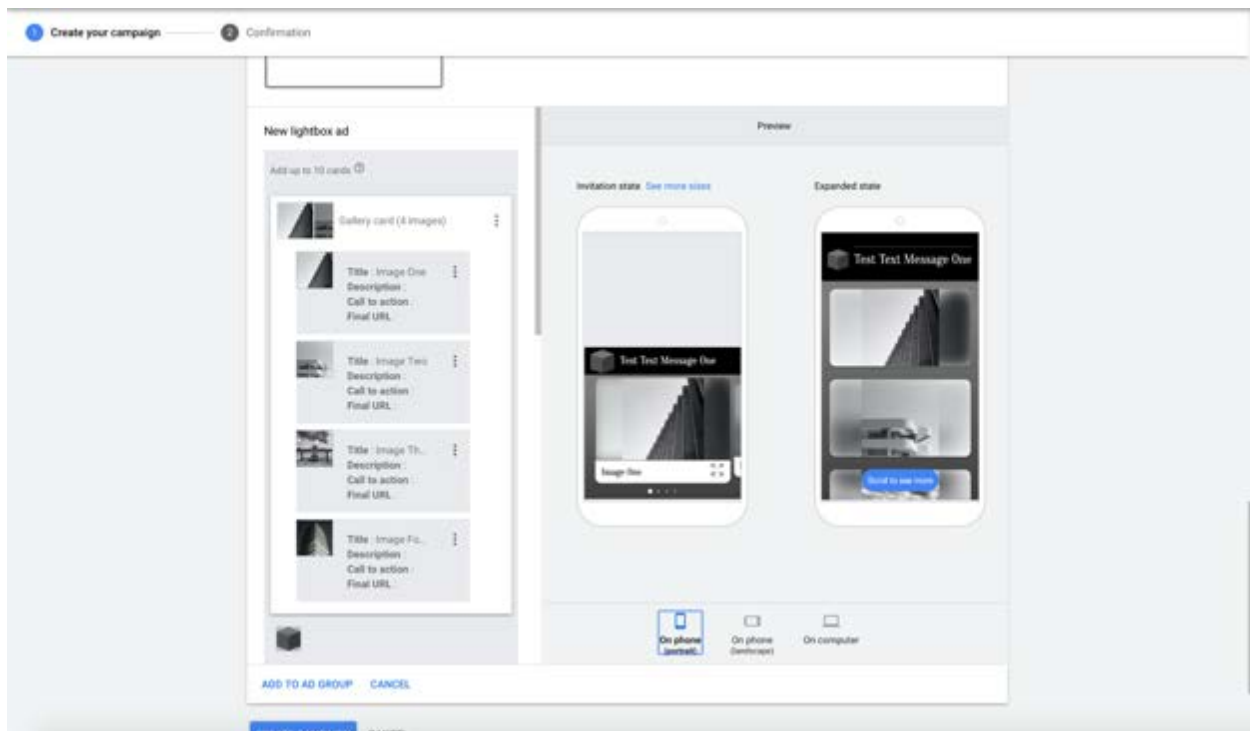 1 Create your campaign
2 Confirmation
New lightbox ad
Add up to 10 cards
Gallery card (4 images)
Title : Image One
Description :
Call to action :
Final URL :
Title : Image Two
Description :
Call to action :
Final URL :
Title : Image Th...
Description :
Call to action :
Final URL :
Title : Image Fo...
Description :
Call to action :
Final URL :
ADD TO AD GROUP CANCEL
Preview
Invitation state See more sizes
Expanded state
Test Text Message One
Image One
Test Text Message One
Scroll to see more
On phone
(portrait)
On phone
(landscape)
On computer